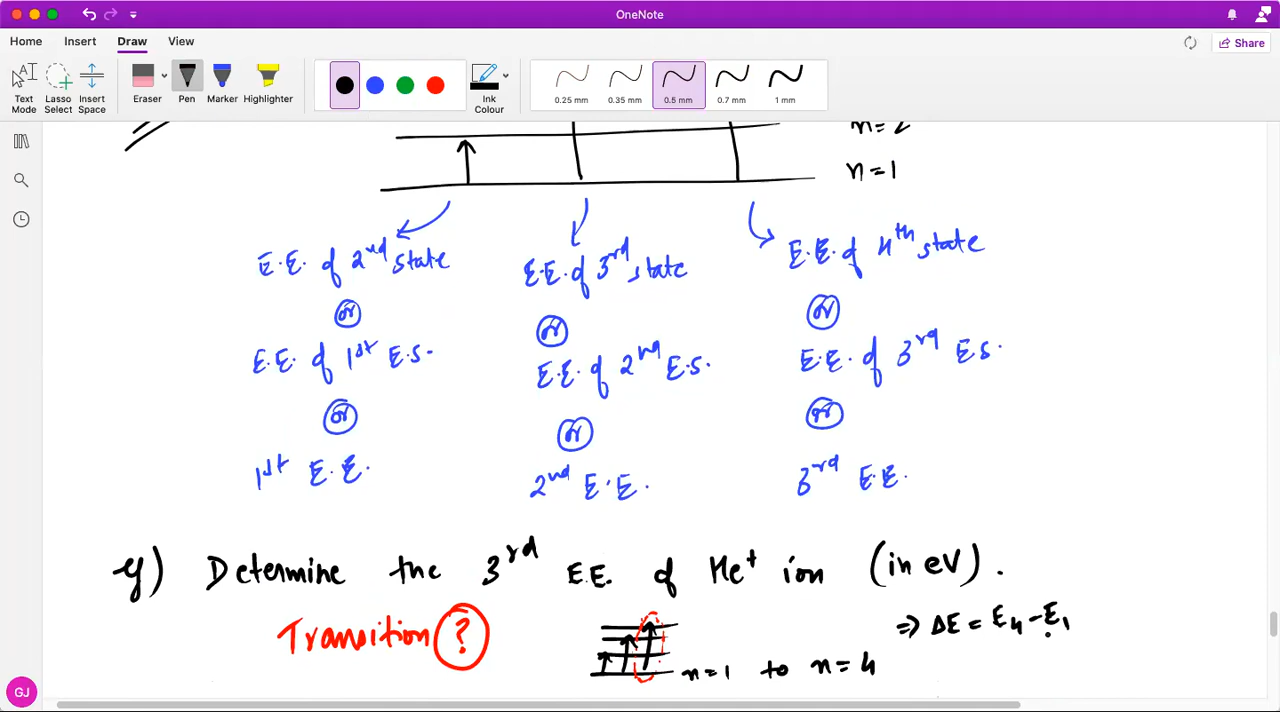 OneNote
Home Insert Draw View
Share
Text Mode
Lasso Select
Insert Space
Eraser
Pen
Marker
Highlighter
Ink Colour
0.25 mm
0.35 mm
0.5 mm
0.7 mm
1 mm
n=2
n=1
E.E. of 2nd state
or
E.E. of 1st E.S.
or
1st E.E.
E.E. of 3rd state
or
E.E. of 2nd E.S.
or
2nd E.E.
E.E. of 4th state
or
E.E. of 3rd E.S.
or
3rd E.E.
eg) Determine the 3rd E.E. of He+ ion (in eV).
Transition ?
n=1 to n=4
⇒ ΔE = E4 - E1
GJ